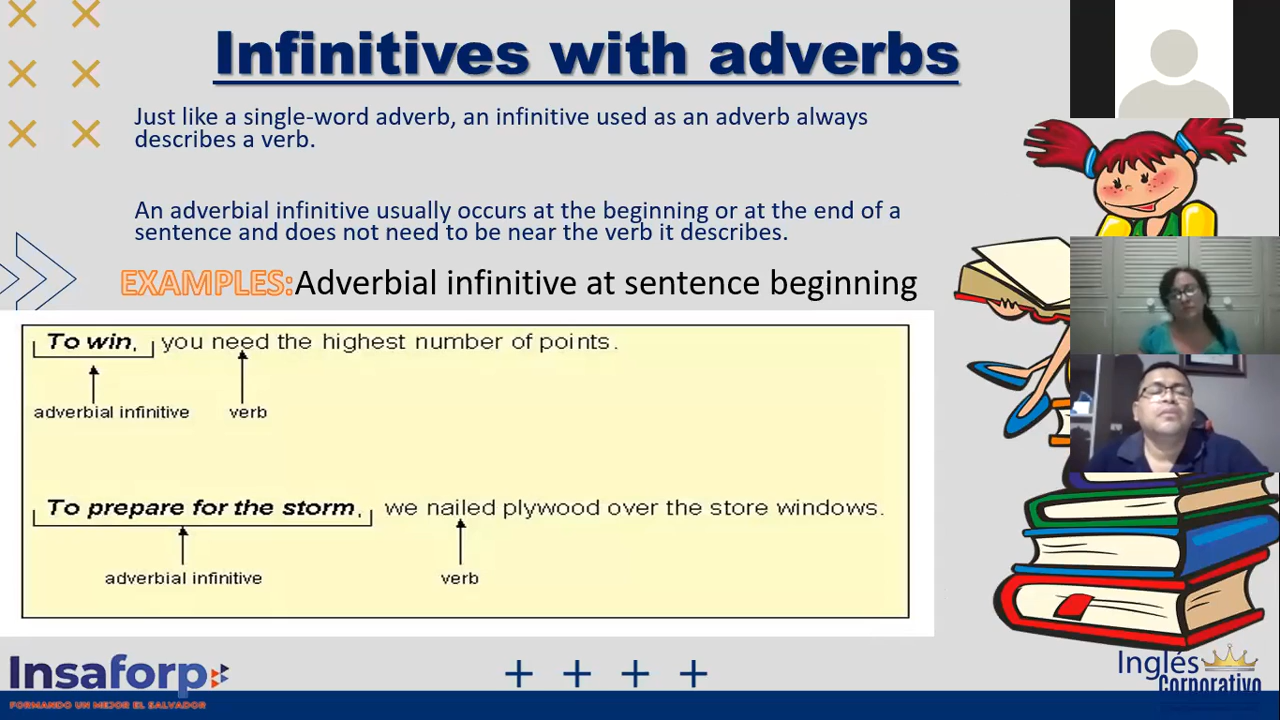 Infinitives with adverbs
Just like a single-word adverb, an infinitive used as an adverb always
describes a verb.
An adverbial infinitive usually occurs at the beginning or at the end of a
sentence and does not need to be near the verb it describes.
EXAMPLES:Adverbial infinitive at sentence beginning
To win, you need the highest number of points.
adverbial infinitive verb
To prepare for the storm, we nailed plywood over the store windows.
adverbial infinitive verb
Insaforp
FORMANDO UN MEJOR EL SALVADOR
Inglés
Corporativo